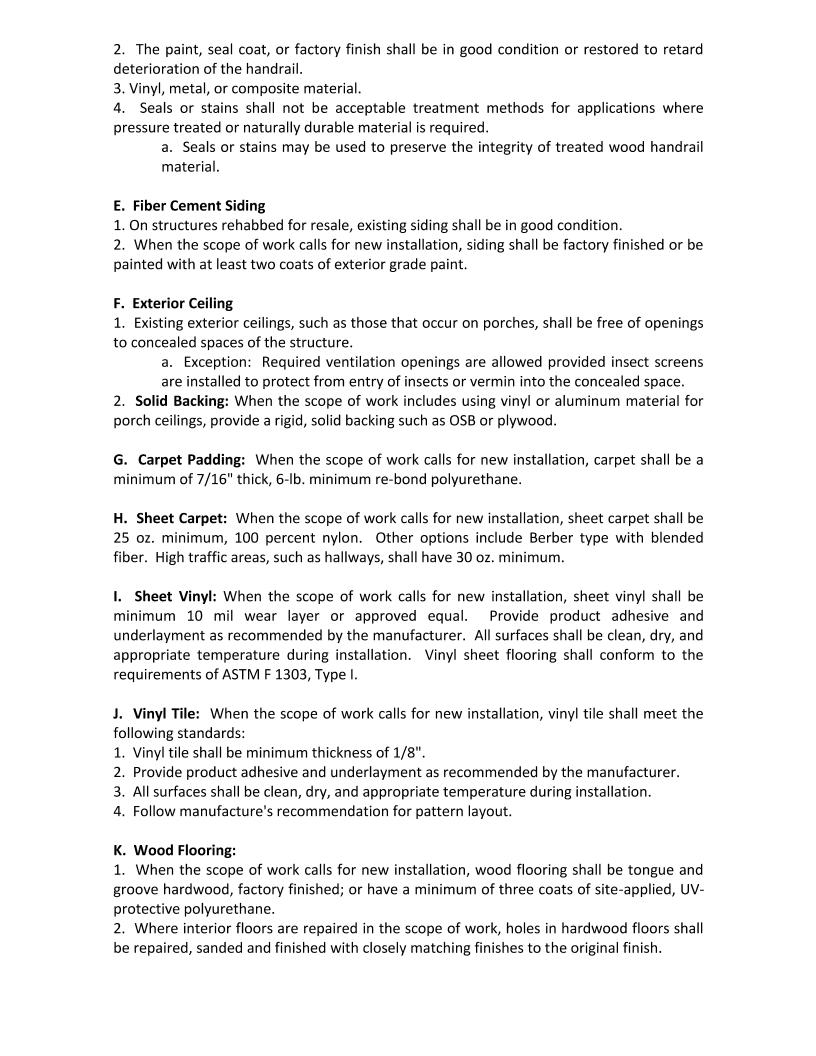 2. The paint, seal coat, or factory finish shall be in good condition or restored to retard
deterioration of the handrail.
3. Vinyl, metal, or composite material.
4. Seals or stains shall not be acceptable treatment methods for applications where
pressure treated or naturally durable material is required.
a. Seals or stains may be used to preserve the integrity of treated wood handrail
material.
E. Fiber Cement Siding
1. On structures rehabbed for resale, existing siding shall be in good condition.
2. When the scope of work calls for new installation, siding shall be factory finished or be
painted with at least two coats of exterior grade paint.
F. Exterior Ceiling
1. Existing exterior ceilings, such as those that occur on porches, shall be free of openings
to concealed spaces of the structure.
a. Exception: Required ventilation openings are allowed provided insect screens
are installed to protect from entry of insects or vermin into the concealed space.
2. Solid Backing: When the scope of work includes using vinyl or aluminum material for
porch ceilings, provide a rigid, solid backing such as OSB or plywood.
G. Carpet Padding: When the scope of work calls for new installation, carpet shall be a
minimum of 7/16" thick, 6-lb. minimum re-bond polyurethane.
H. Sheet Carpet: When the scope of work calls for new installation, sheet carpet shall be
25 oz. minimum, 100 percent nylon. Other options include Berber type with blended
fiber. High traffic areas, such as hallways, shall have 30 oz. minimum.
I. Sheet Vinyl: When the scope of work calls for new installation, sheet vinyl shall be
minimum 10 mil wear layer or approved equal. Provide product adhesive and
underlayment as recommended by the manufacturer. All surfaces shall be clean, dry, and
appropriate temperature during installation. Vinyl sheet flooring shall conform to the
requirements of ASTM F 1303, Type I.
J. Vinyl Tile: When the scope of work calls for new installation, vinyl tile shall meet the
following standards:
1. Vinyl tile shall be minimum thickness of 1/8".
2. Provide product adhesive and underlayment as recommended by the manufacturer.
3. All surfaces shall be clean, dry, and appropriate temperature during installation.
4. Follow manufacture's recommendation for pattern layout.
K. Wood Flooring:
1. When the scope of work calls for new installation, wood flooring shall be tongue and
groove hardwood, factory finished; or have a minimum of three coats of site-applied, UV-
protective polyurethane.
2. Where interior floors are repaired in the scope of work, holes in hardwood floors shall
be repaired, sanded and finished with closely matching finishes to the original finish.